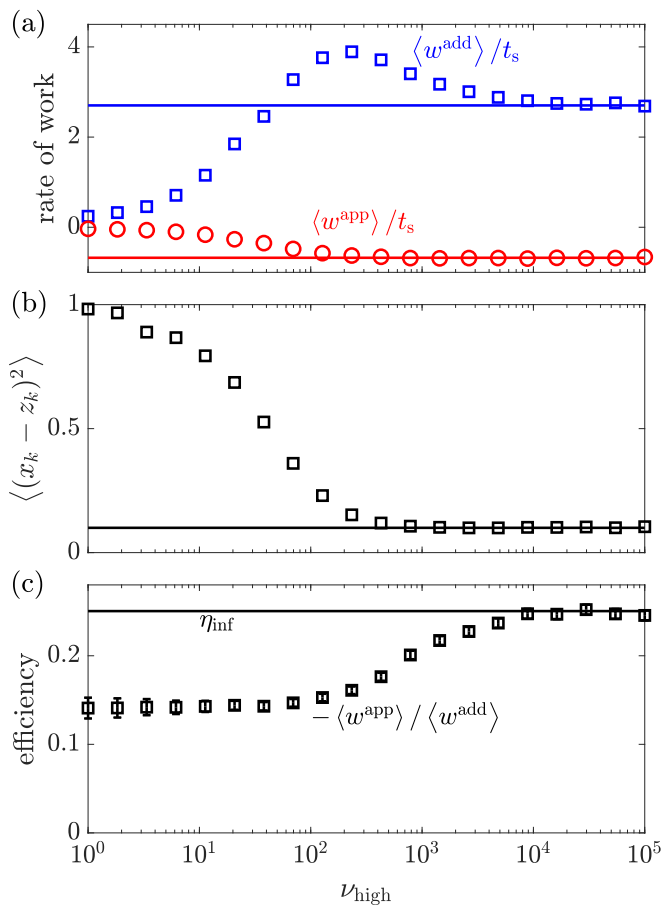 (a)
4
2
0
rate of work
⟨w^add⟩/t_s
⟨w^app⟩/t_s
(b)
1
0.5
0
⟨(x_k − z_k)^2⟩
(c)
0.2
0.1
0
efficiency
η_inf
− ⟨w^app⟩ / ⟨w^add⟩
10^0 10^1 10^2 10^3 10^4 10^5
ν_high